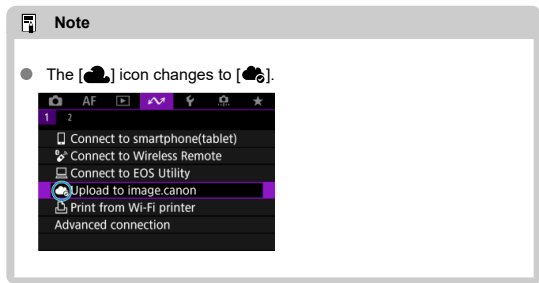 Note
The [ ] icon changes to [ ].
AF
1 2
Connect to smartphone(tablet)
Connect to Wireless Remote
Connect to EOS Utility
Upload to image.canon
Print from Wi-Fi printer
Advanced connection